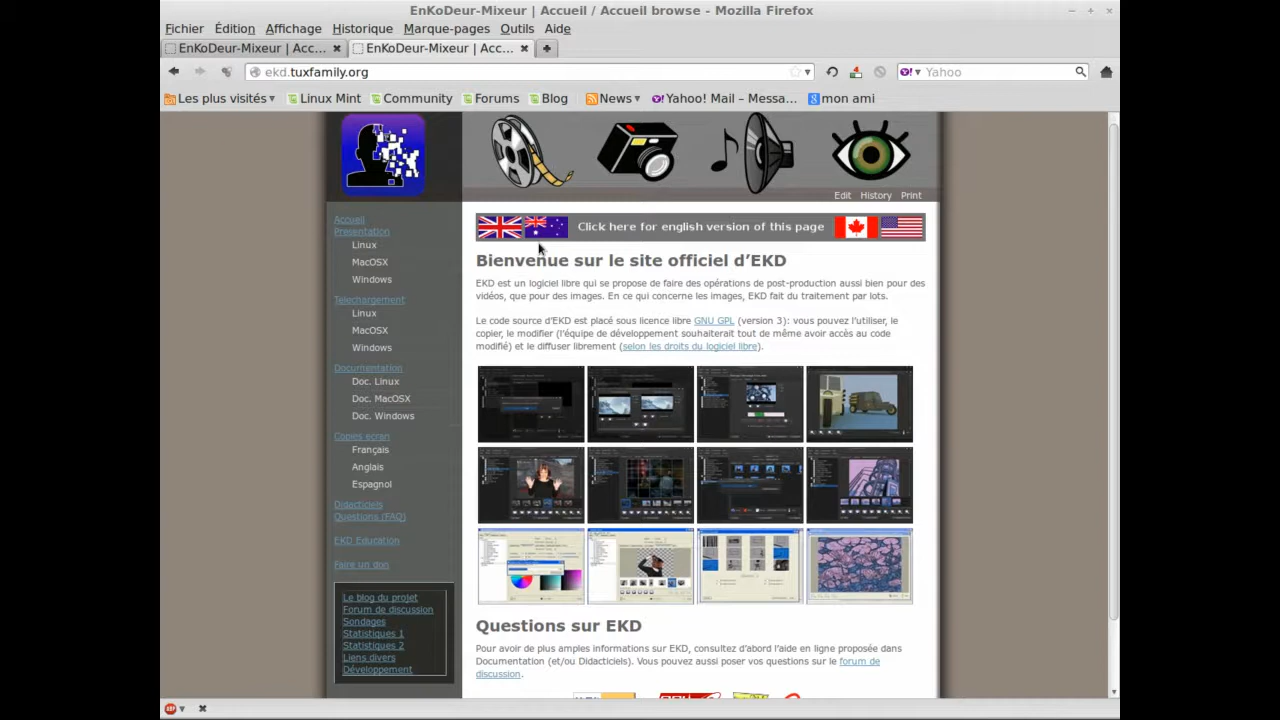 EnKoDeur-Mixeur | Accueil / Accueil browse - Mozilla Firefox
Fichier Édition Affichage Historique Marque-pages Outils Aide
EnKoDeur-Mixeur | Acc... EnKoDeur-Mixeur | Acc...
ekd.tuxfamily.org Yahoo
Les plus visités Linux Mint Community Forums Blog News Yahoo! Mail – Messa... mon ami
Edit History Print
Accueil
Presentation
Linux
MacOSX
Windows
Telechargement
Linux
MacOSX
Windows
Documentation
Doc. Linux
Doc. MacOSX
Doc. Windows
Copies ecran
Français
Anglais
Espagnol
Didacticiels
Questions (FAQ)
EKD Education
Faire un don
Le blog du projet
Forum de discussion
Sondages
Statistiques 1
Statistiques 2
Liens divers
Développement
Click here for english version of this page
Bienvenue sur le site officiel d’EKD
EKD est un logiciel libre qui se propose de faire des opérations de post-production aussi bien pour des
vidéos, que pour des images. En ce qui concerne les images, EKD fait du traitement par lots.
Le code source d’EKD est placé sous licence libre GNU GPL (version 3): vous pouvez l’utiliser, le
copier, le modifier (l’équipe de développement souhaiterait tout de même avoir accès au code
modifié) et le diffuser librement (selon les droits du logiciel libre).
Questions sur EKD
Pour avoir de plus amples informations sur EKD, consultez d’abord l’aide en ligne proposée dans
Documentation (et/ou Didacticiels). Vous pouvez aussi poser vos questions sur le forum de
discussion.